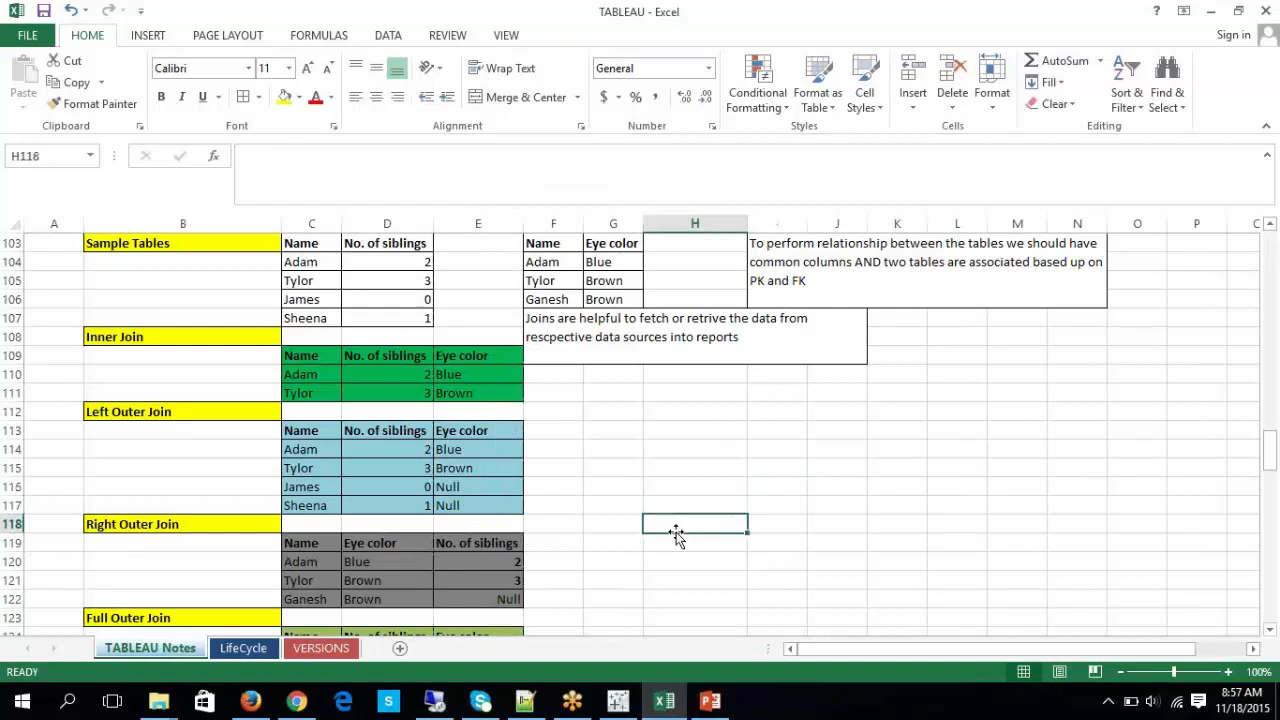 TABLEAU - Excel
?
FILE
HOME
INSERT
PAGE LAYOUT
FORMULAS
DATA
REVIEW
VIEW
Sign in
Paste
Cut
Copy
Format Painter
Clipboard
Calibri
11
B I U
Font
Wrap Text
Merge & Center
Alignment
General
$ % ,
Number
Conditional Formatting
Format as Table
Cell Styles
Styles
Insert
Delete
Format
Cells
AutoSum
Fill
Clear
Sort & Filter
Find & Select
Editing
H118
fx
A B C D E F G H J K L M N O P
103 Sample Tables Name No. of siblings Name Eye color To perform relationship between the tables we should have
104 Adam 2 Adam Blue common columns AND two tables are associated based up on
105 Tylor 3 Tylor Brown PK and FK
106 James 0 Ganesh Brown
107 Sheena 1 Joins are helpful to fetch or retrive the data from
108 Inner Join rescpective data sources into reports
109 Name No. of siblings Eye color
110 Adam 2 Blue
111 Tylor 3 Brown
112 Left Outer Join
113 Name No. of siblings Eye color
114 Adam 2 Blue
115 Tylor 3 Brown
116 James 0 Null
117 Sheena 1 Null
118 Right Outer Join
119 Name Eye color No. of siblings
120 Adam Blue 2
121 Tylor Brown 3
122 Ganesh Brown Null
123 Full Outer Join
Name No. of siblings Eye color
TABLEAU Notes
LifeCycle
VERSIONS
READY
100%
8:57 AM
11/18/2015